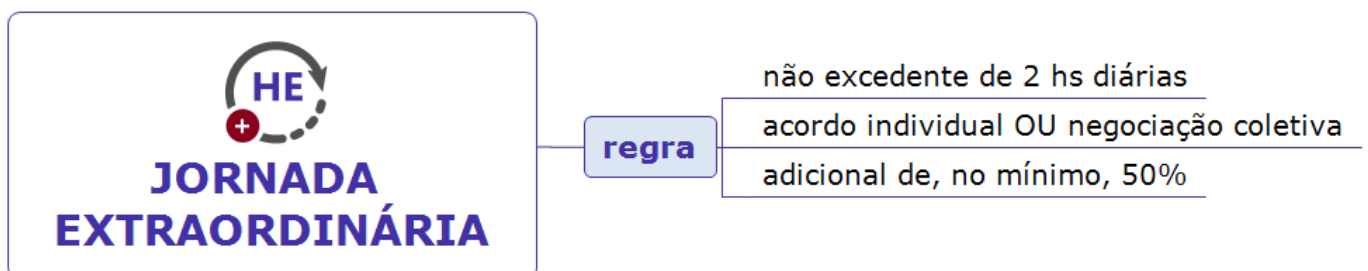 HE
+
JORNADA
EXTRAORDINÁRIA
regra
não excedente de 2 hs diárias
acordo individual OU negociação coletiva
adicional de, no mínimo, 50%